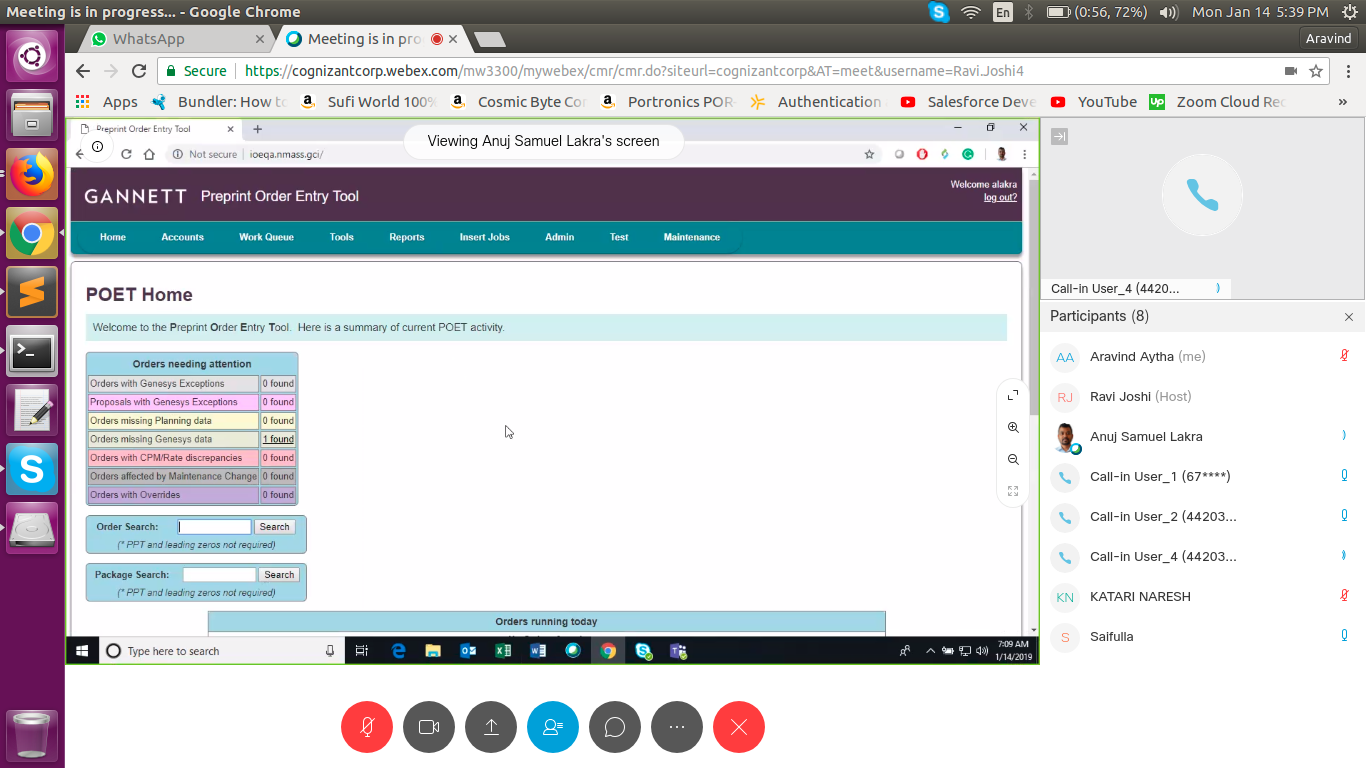 Meeting is in progress... - Google Chrome
En
(0:56, 72%)
Mon Jan 14 5:39 PM
Aravind
WhatsApp
Meeting is in pro
Secure
https://cognizantcorp.webex.com/mw3300/mywebex/cmr/cmr.do?siteurl=cognizantcorp&AT=meet&username=Ravi.Joshi4
Apps
Bundler: How to
Sufi World 100%
Cosmic Byte Co
Portronics POR
Authentication
Salesforce Deve
YouTube
Up
Zoom Cloud Rec
»
Preprint Order Entry Tool
Viewing Anuj Samuel Lakra's screen
Not secure
ioeqa.nmass.gci/
GANNETT Preprint Order Entry Tool
Welcome alakra
log out?
Home
Accounts
Work Queue
Tools
Reports
Insert Jobs
Admin
Test
Maintenance
POET Home
Welcome to the Preprint Order Entry Tool. Here is a summary of current POET activity.
Orders needing attention
Orders with Genesys Exceptions 0 found
Proposals with Genesys Exceptions 0 found
Orders missing Planning data 0 found
Orders missing Genesys data 1 found
Orders with CPM/Rate discrepancies 0 found
Orders affected by Maintenance Change 0 found
Orders with Overrides 0 found
Order Search: Search
(* PPT and leading zeros not required)
Package Search: Search
(* PPT and leading zeros not required)
Orders running today
Type here to search
7:09 AM
1/14/2019
Call-in User_4 (4420...
Participants (8)
AA Aravind Aytha (me)
RJ Ravi Joshi (Host)
Anuj Samuel Lakra
Call-in User_1 (67****)
Call-in User_2 (44203...
Call-in User_4 (44203...
KN KATARI NARESH
S Saifulla